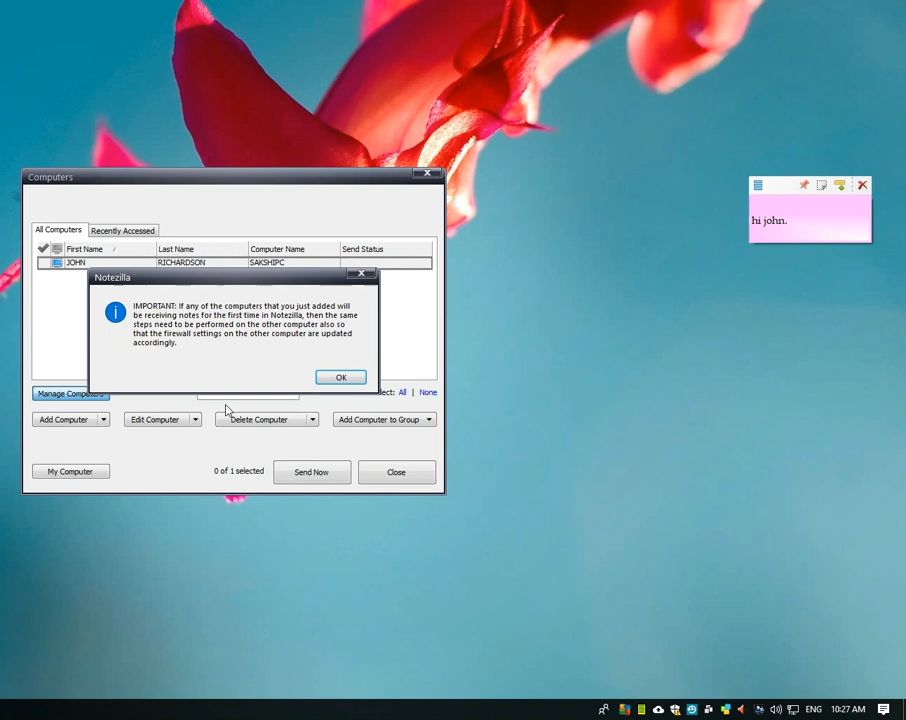 Computers
hi john.
All Computers
Recently Accessed
First Name
Last Name
Computer Name
Send Status
JOHN
RICHARDSON
SAKSHIPC
Notezilla
IMPORTANT: If any of the computers that you just added will
be receiving notes for the first time in Notezilla, then the same
steps need to be performed on the other computer also so
that the firewall settings on the other computer are updated
accordingly.
OK
All | None
Add Computer
Edit Computer
Delete Computer
Add Computer to Group
My Computer
0 of 1 selected
Send Now
Close
ENG
10:27 AM